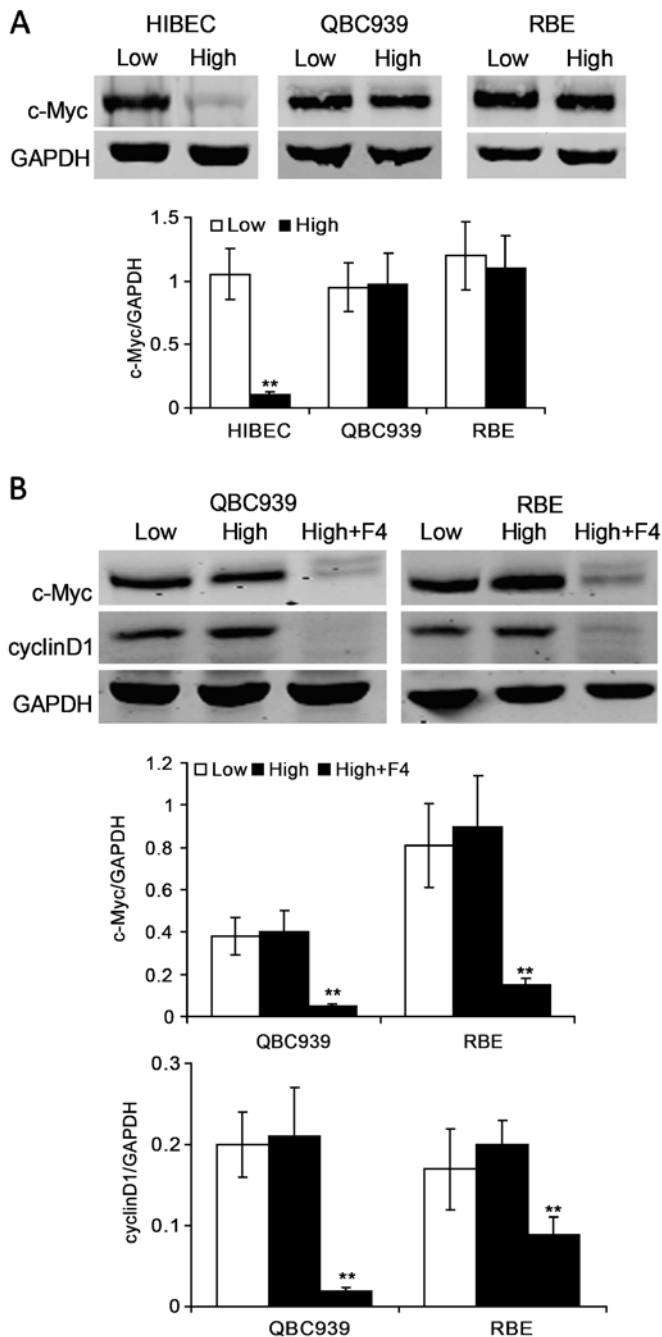 A
HIBEC QBC939 RBE
Low High Low High Low High
c-Myc
GAPDH
Low High
1.5
1
0.5
0
c-Myc/GAPDH
**
HIBEC QBC939 RBE
B
QBC939 RBE
Low High High+F4 Low High High+F4
c-Myc
cyclinD1
GAPDH
Low High High+F4
1.2
1
0.8
0.6
0.4
0.2
0
c-Myc/GAPDH
** **
QBC939 RBE
0.3
0.2
0.1
0
cyclinD1/GAPDH
** **
QBC939 RBE